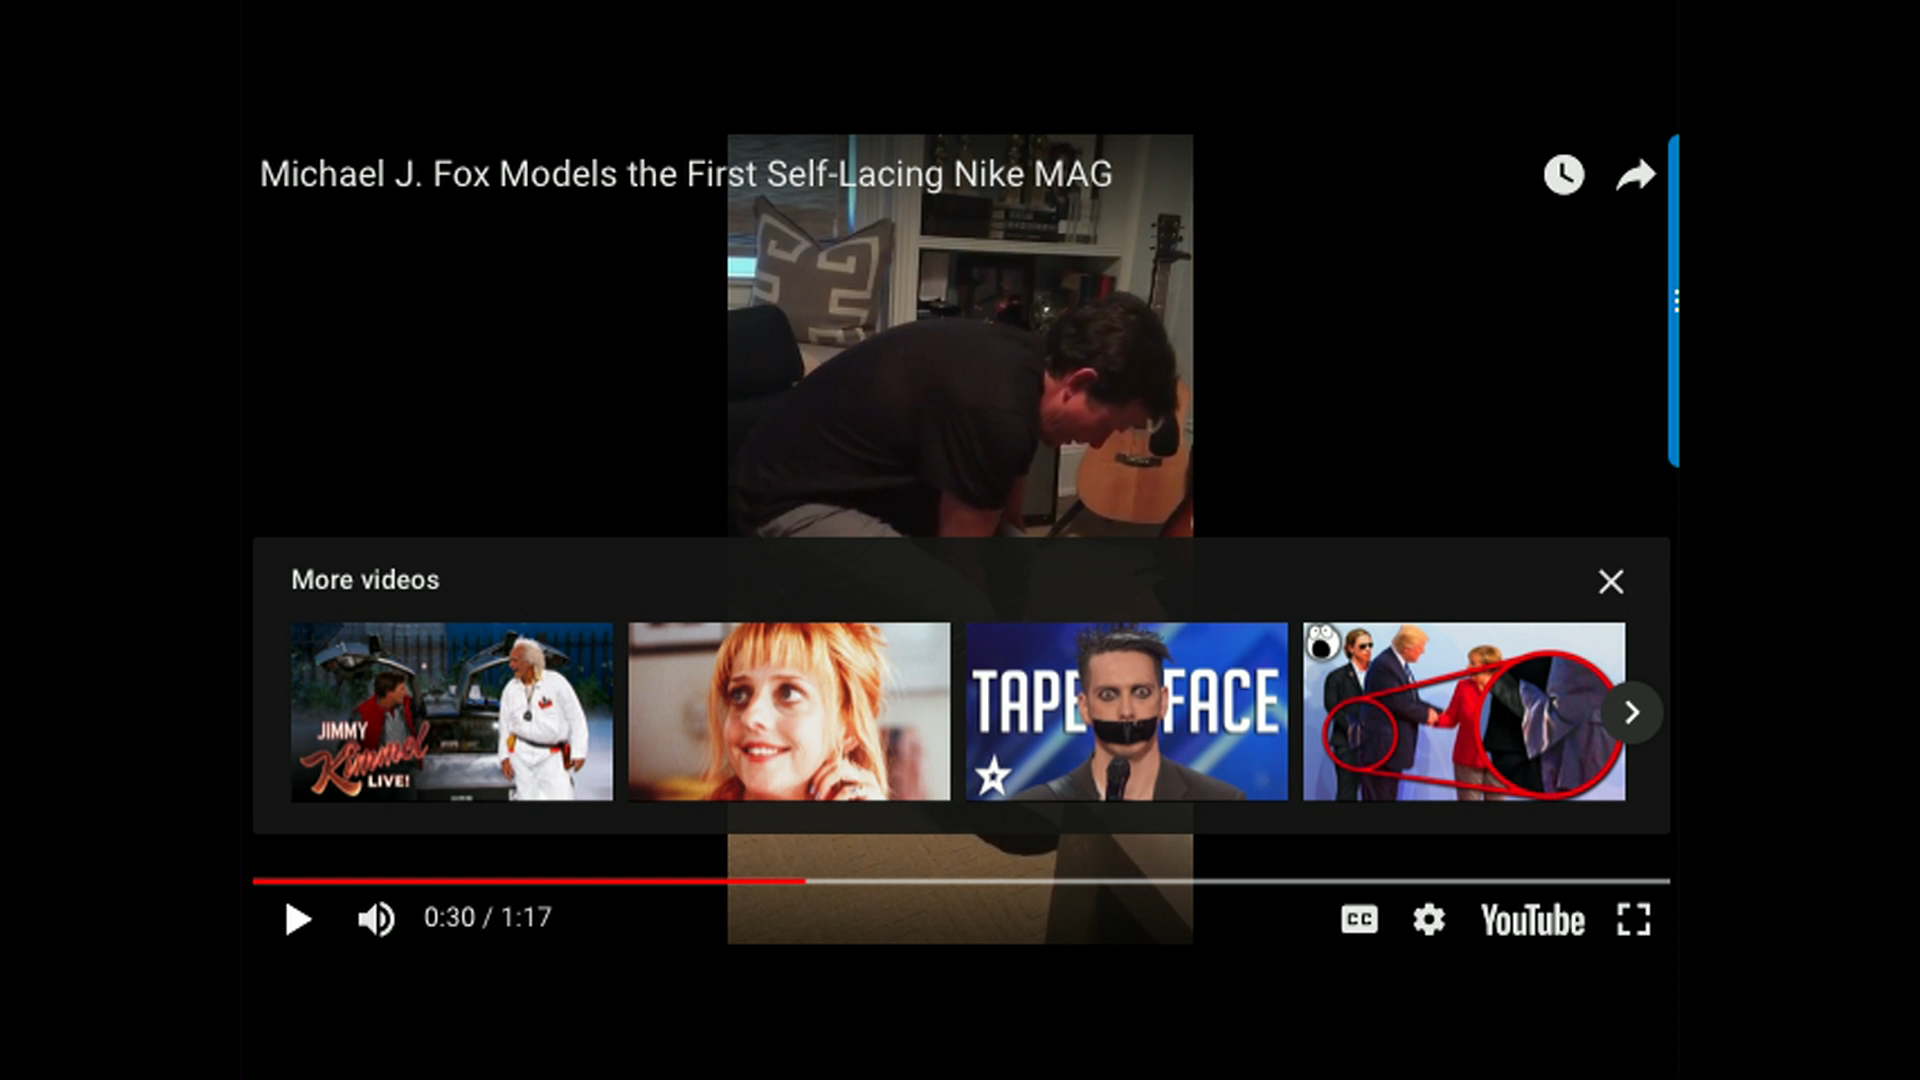 Michael J. Fox Models the First Self-Lacing Nike MAG
More videos
JIMMY
Kimmel
LIVE!
TAPE FACE
0:30 / 1:17
CC
YouTube